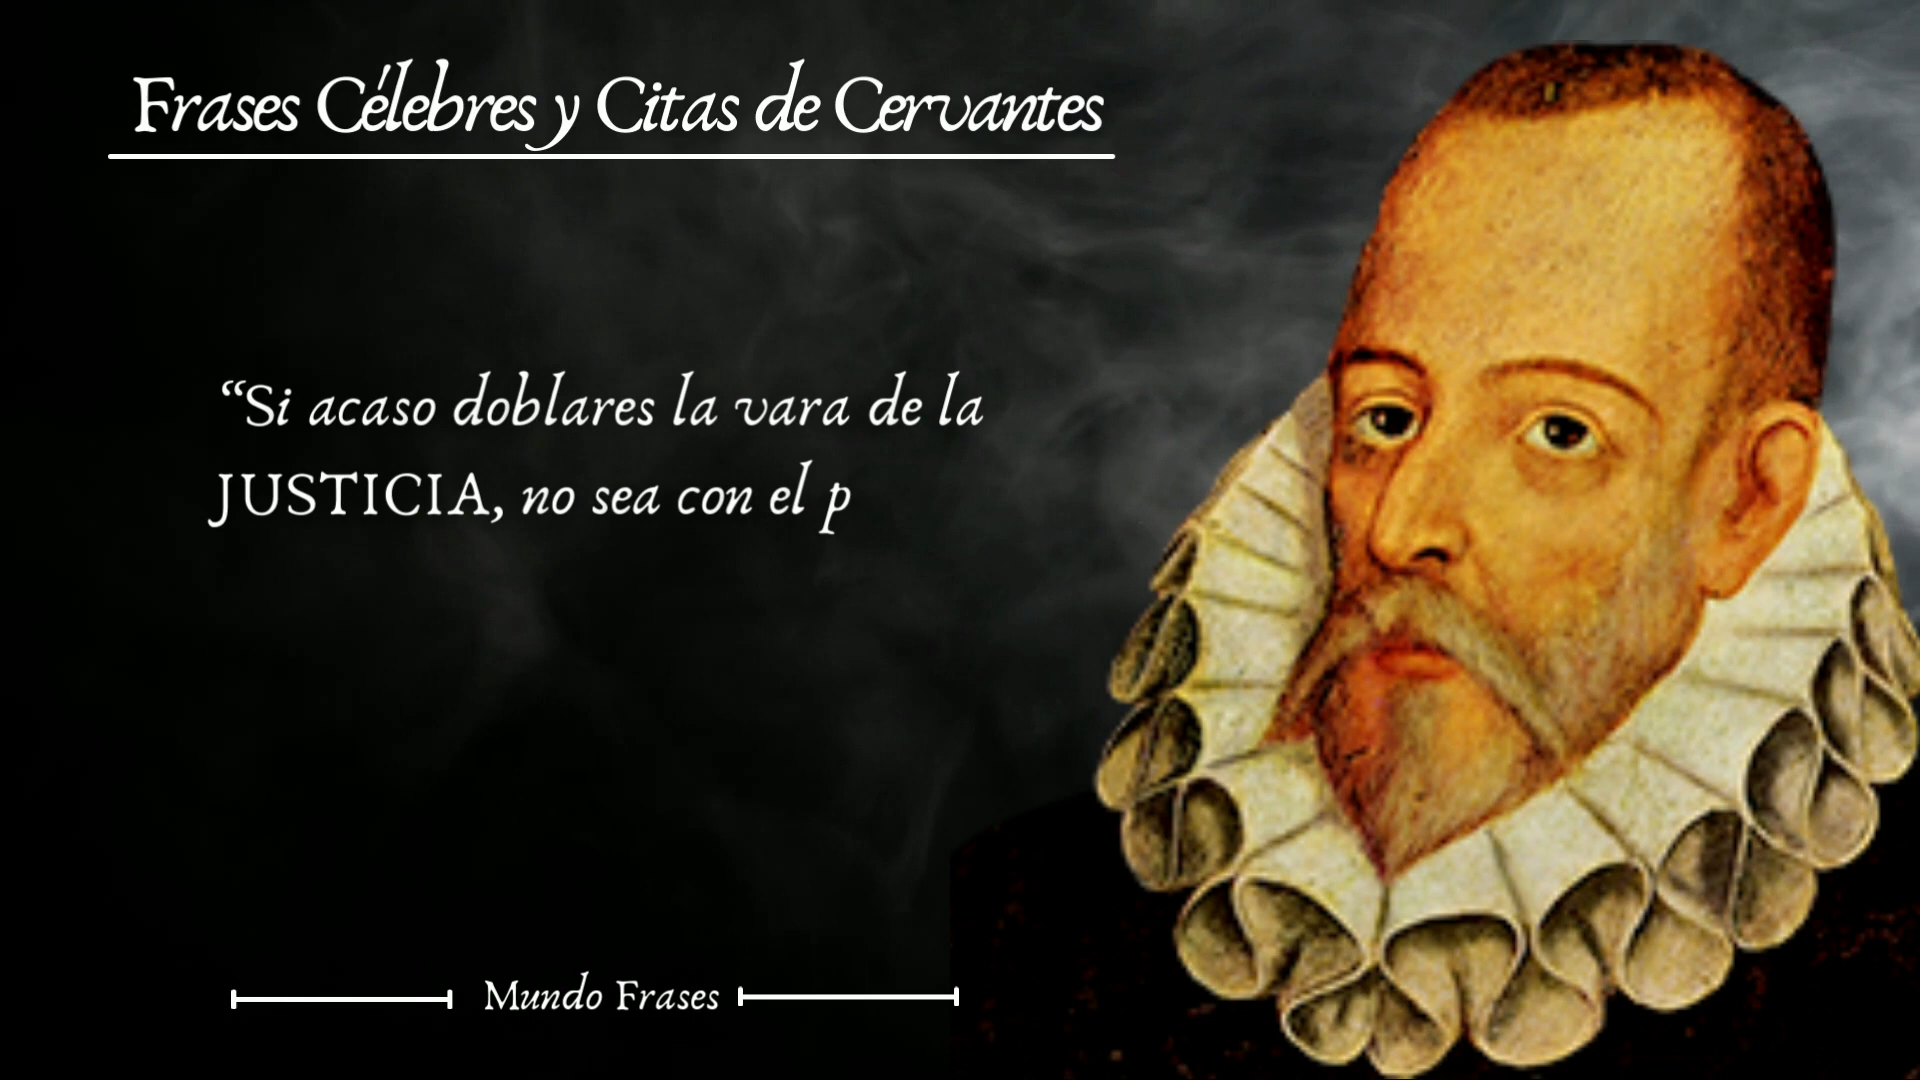 Frases Célebres y Citas de Cervantes
“Si acaso doblares la vara de la
JUSTICIA, no sea con el p
Mundo Frases